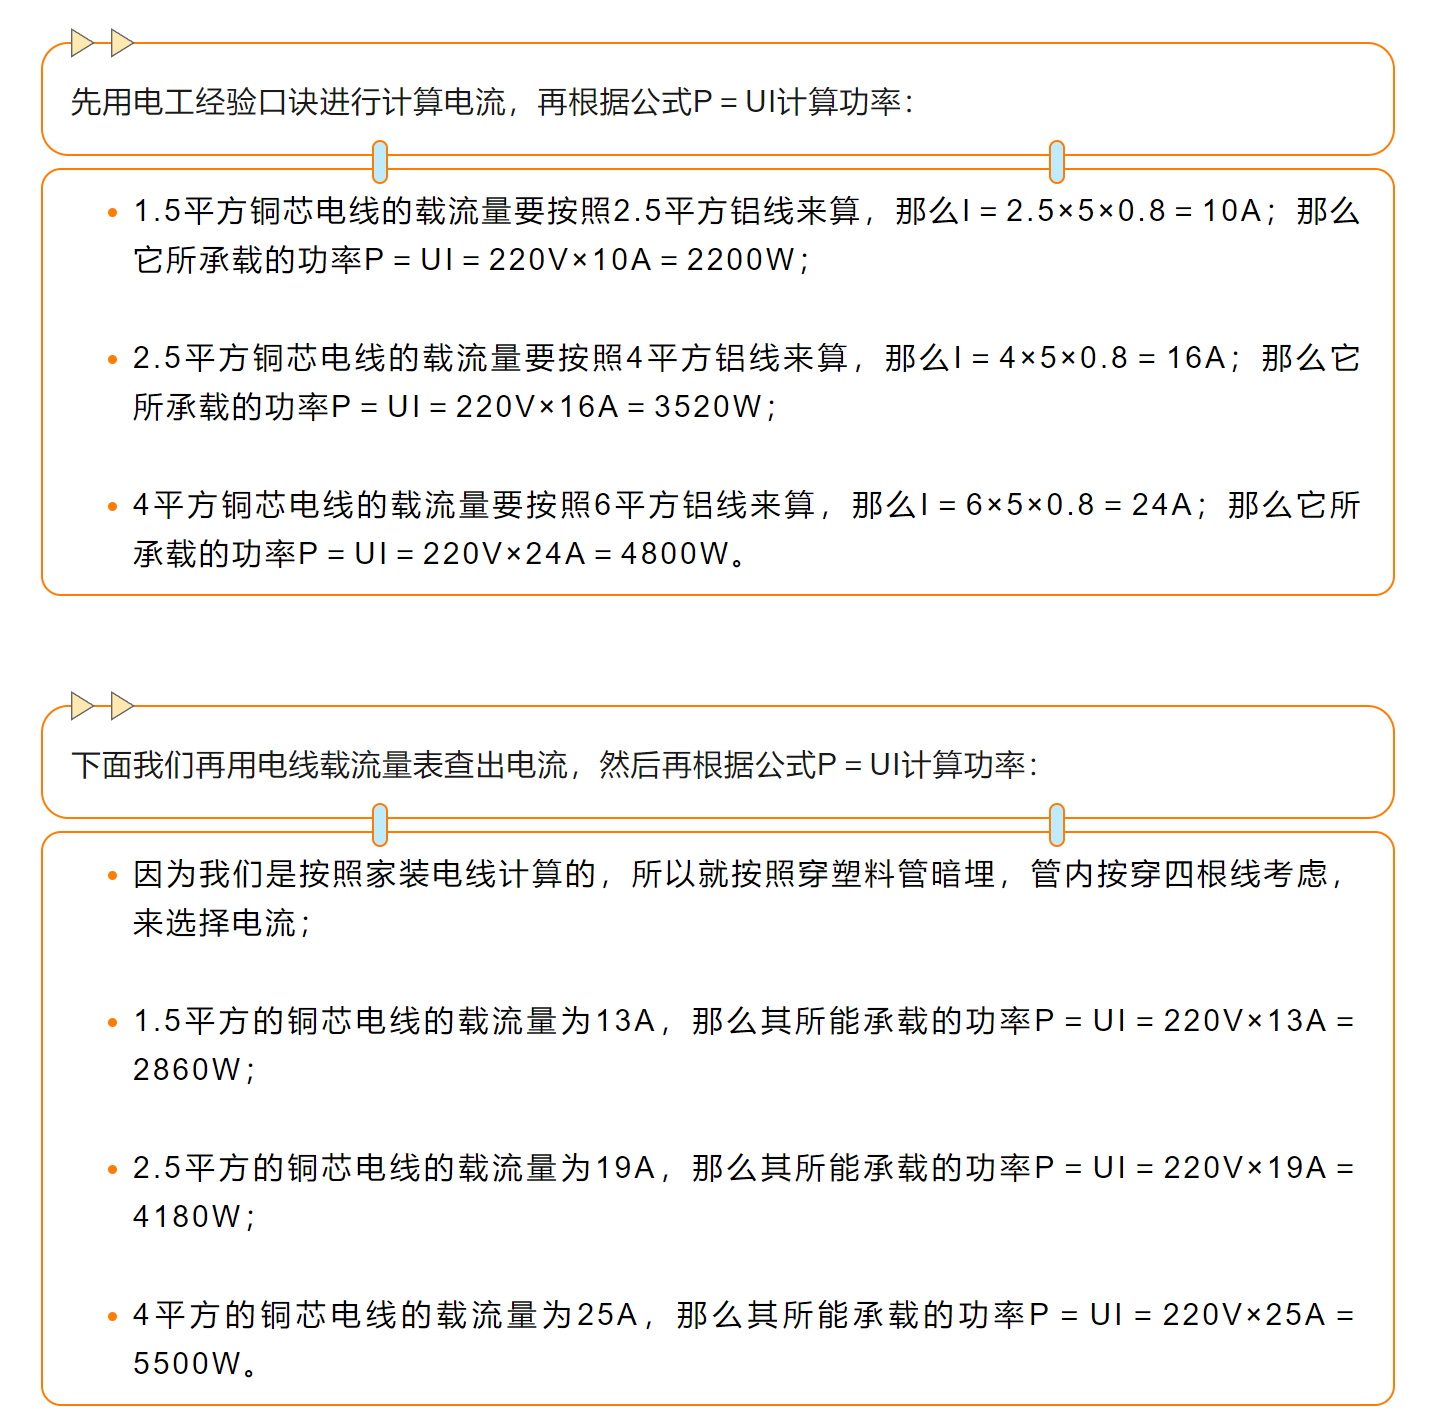 先用电工经验口诀进行计算电流，再根据公式P＝UI计算功率：
1.5平方铜芯电线的载流量要按照2.5平方铝线来算，那么I＝2.5×5×0.8＝10A；那么
它所承载的功率P＝UI＝220V×10A＝2200W；
2.5平方铜芯电线的载流量要按照4平方铝线来算，那么I＝4×5×0.8＝16A；那么它
所承载的功率P＝UI＝220V×16A＝3520W；
4平方铜芯电线的载流量要按照6平方铝线来算，那么I＝6×5×0.8＝24A；那么它所
承载的功率P＝UI＝220V×24A＝4800W。
下面我们再用电线载流量表查出电流，然后再根据公式P＝UI计算功率：
因为我们是按照家装电线计算的，所以就按照穿塑料管暗埋，管内按穿四根线考虑，
来选择电流；
1.5平方的铜芯电线的载流量为13A，那么其所能承载的功率P＝UI＝220V×13A＝
2860W；
2.5平方的铜芯电线的载流量为19A，那么其所能承载的功率P＝UI＝220V×19A＝
4180W；
4平方的铜芯电线的载流量为25A，那么其所能承载的功率P＝UI＝220V×25A＝
5500W。